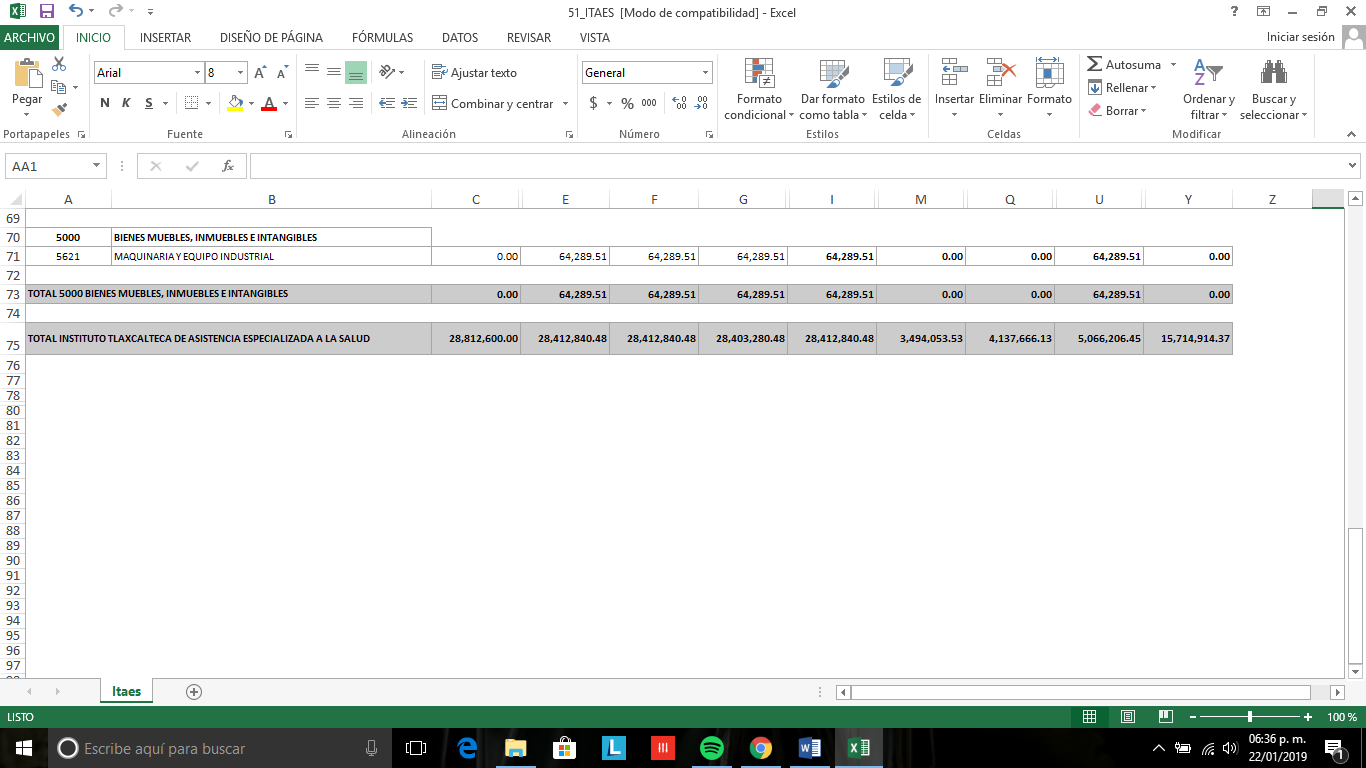 51_ITAES [Modo de compatibilidad] - Excel
ARCHIVO INICIO INSERTAR DISEÑO DE PÁGINA FÓRMULAS DATOS REVISAR VISTA Iniciar sesión
Pegar
Portapapeles
Arial 8
N K S A
Fuente
Ajustar texto
Combinar y centrar
Alineación
General
$ % 000
Número
Formato condicional
Dar formato como tabla
Estilos de celda
Estilos
Insertar Eliminar Formato
Celdas
Autosuma
Rellenar
Borrar
Ordenar y filtrar
Buscar y seleccionar
Modificar
AA1 fx
A B C E F G I M Q U Y Z
69
70 5000 BIENES MUEBLES, INMUEBLES E INTANGIBLES
71 5621 MAQUINARIA Y EQUIPO INDUSTRIAL 0.00 64,289.51 64,289.51 64,289.51 64,289.51 0.00 0.00 64,289.51 0.00
72
73 TOTAL 5000 BIENES MUEBLES, INMUEBLES E INTANGIBLES 0.00 64,289.51 64,289.51 64,289.51 64,289.51 0.00 0.00 64,289.51 0.00
74
75 TOTAL INSTITUTO TLAXCALTECA DE ASISTENCIA ESPECIALIZADA A LA SALUD 28,812,600.00 28,412,840.48 28,412,840.48 28,403,280.48 28,412,840.48 3,494,053.53 4,137,666.13 5,066,206.45 15,714,914.37
76
77
78
80
81
82
83
84
85
86
87
88
89
90
91
92
93
94
95
96
97
Itaes
LISTO 100 %
Escribe aquí para buscar
06:36 p. m.
22/01/2019
1